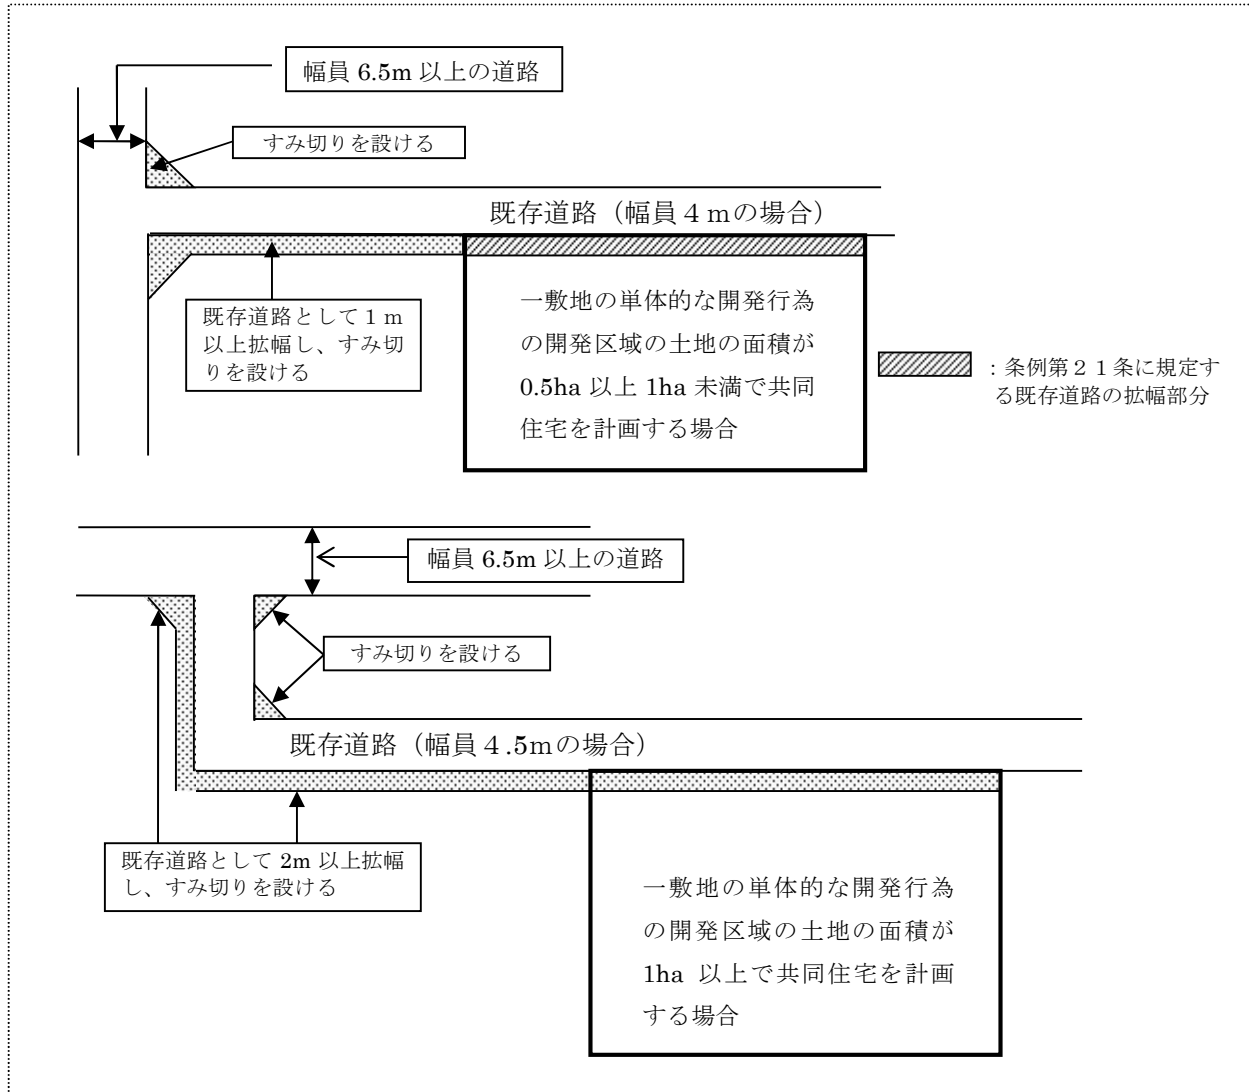 幅員 6.5m 以上の道路
すみ切りを設ける
既存道路（幅員４ｍの場合）
既存道路として１ｍ
以上拡幅し、すみ切
りを設ける
一敷地の単体的な開発行為
の開発区域の土地の面積が
0.5ha 以上 1ha 未満で共同
住宅を計画する場合
：条例第２１条に規定す
る既存道路の拡幅部分
幅員 6.5m 以上の道路
すみ切りを設ける
既存道路（幅員４.5ｍの場合）
既存道路として 2m 以上拡幅
し、すみ切りを設ける
一敷地の単体的な開発行為
の開発区域の土地の面積が
1ha 以上で共同住宅を計画
する場合